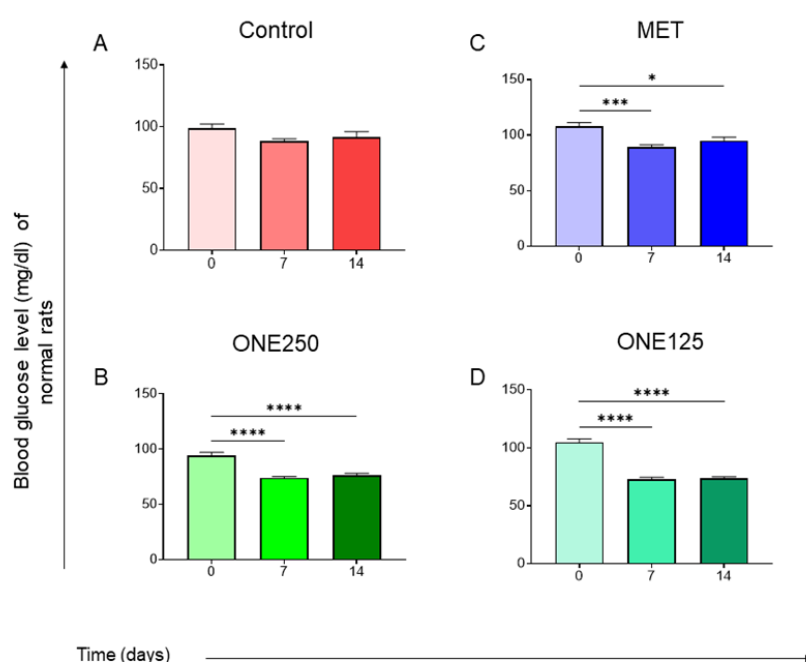 Blood glucose level (mg/dl) of
normal rats
A
Control
150
100
50
0
0 7 14
C
MET
*
***
150
100
50
0
0 7 14
B
ONE250
****
****
150
100
50
0
0 7 14
D
ONE125
****
****
150
100
50
0
0 7 14
Time (days)